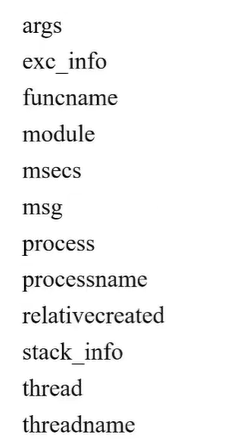 args
exc_info
funcname
module
msecs
msg
process
processname
relativecreated
stack_info
thread
threadname